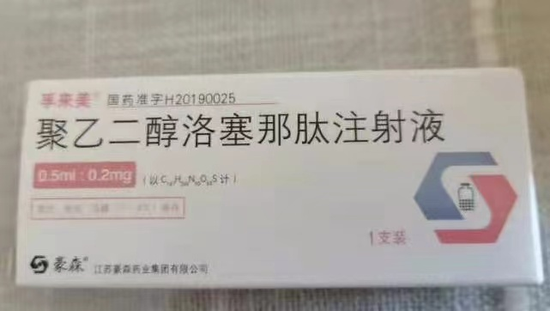 孚来美® 国药准字H20190025
聚乙二醇洛塞那肽注射液
0.5ml : 0.2mg
1支装
豪森® 江苏豪森药业集团有限公司